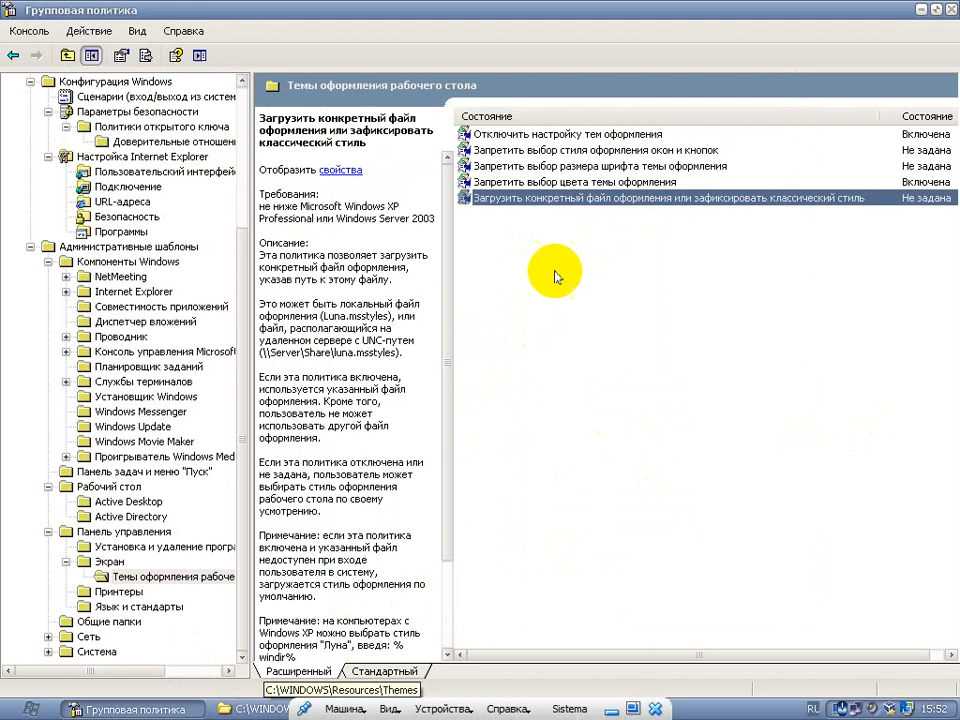 Групповая политика
Консоль Действие Вид Справка
Конфигурация Windows
Сценарии (вход/выход из систем
Параметры безопасности
Политики открытого ключа
Доверительные отношен
Настройка Internet Explorer
Пользовательский интерфей
Подключение
URL-адреса
Безопасность
Программы
Административные шаблоны
Компоненты Windows
NetMeeting
Internet Explorer
Совместимость приложений
Диспетчер вложений
Проводник
Консоль управления Microsoft
Планировщик заданий
Службы терминалов
Установщик Windows
Windows Messenger
Windows Update
Windows Movie Maker
Проигрыватель Windows Med
Панель задач и меню "Пуск"
Рабочий стол
Active Desktop
Active Directory
Панель управления
Установка и удаление програ
Экран
Темы оформления рабоче
Принтеры
Язык и стандарты
Общие папки
Сеть
Система
Темы оформления рабочего стола
Загрузить конкретный файл
оформления или зафиксировать
классический стиль
Отобразить свойства
Требования:
не ниже Microsoft Windows XP
Professional или Windows Server 2003
Описание:
Эта политика позволяет загрузить
конкретный файл оформления,
указав путь к этому файлу.
Это может быть локальный файл
оформления (Luna.msstyles), или
файл, располагающийся на
удаленном сервере с UNC-путем
(\\Server\Share\luna.msstyles).
Если эта политика включена,
используется указанный файл
оформления. Кроме того,
пользователь не может
использовать другой файл
оформления.
Если эта политика отключена или
не задана, пользователь может
выбирать стиль оформления
рабочего стола по своему
усмотрению.
Примечание: если эта политика
включена и указанный файл
недоступен при входе
пользователя в систему,
загружается стиль оформления по
умолчанию.
Примечание: на компьютерах с
Windows XP можно выбрать стиль
оформления "Луна", введя: %
windir%
Состояние Состояние
Отключить настройку тем оформления Включена
Запретить выбор стиля оформления окон и кнопок Не задана
Запретить выбор размера шрифта темы оформления Не задана
Запретить выбор цвета темы оформления Включена
Загрузить конкретный файл оформления или зафиксировать классический стиль Не задана
Расширенный Стандартный
C:\WINDOWS\Resources\Themes
Групповая политика C:\WINDOW Машина Вид Устройства Справка Sistema RL 15:52